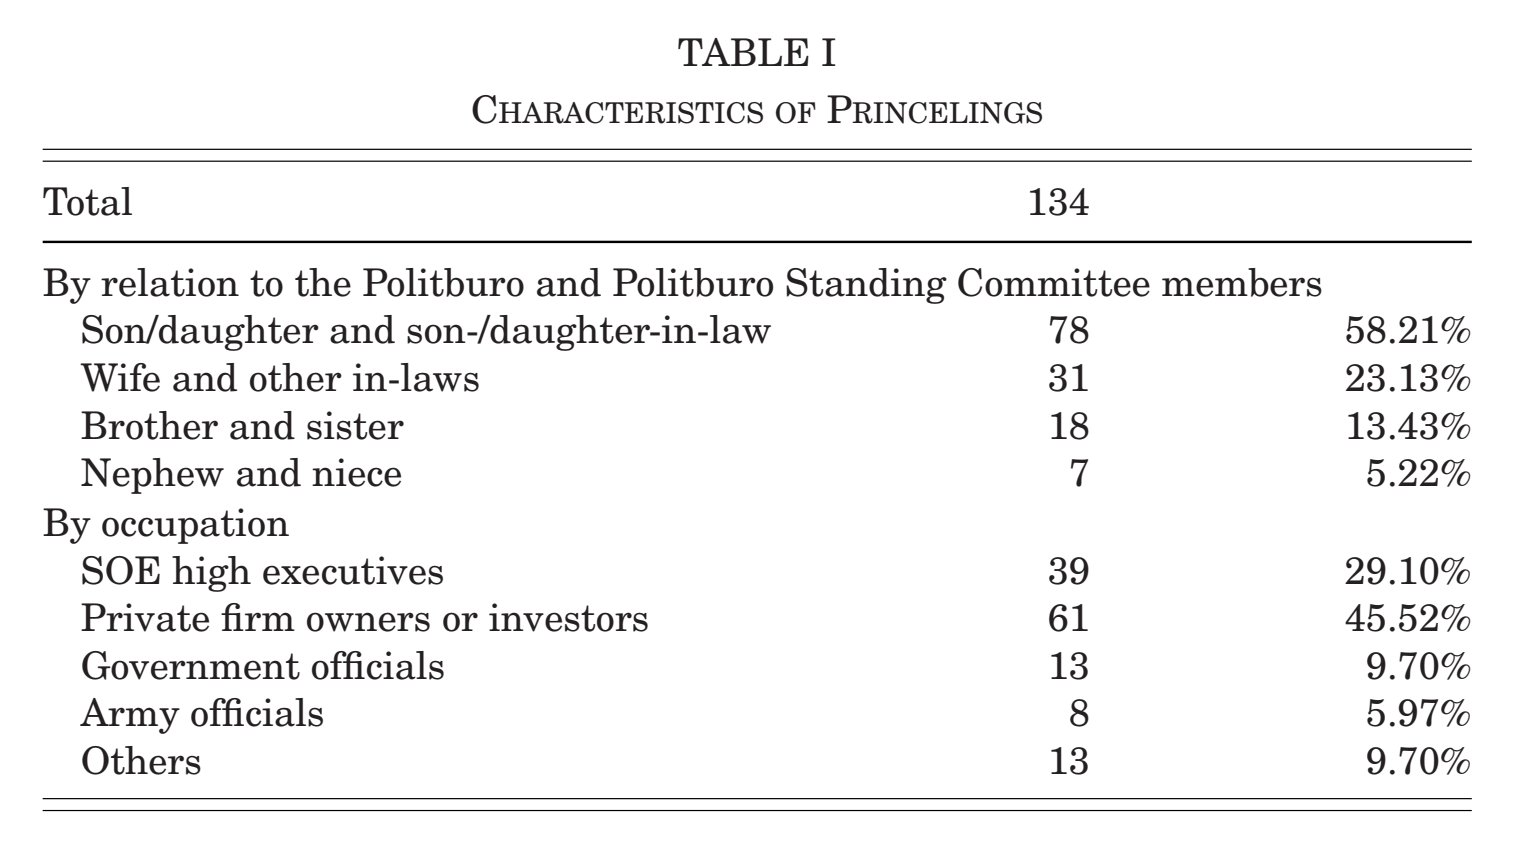 TABLE I
CHARACTERISTICS OF PRINCELINGS
Total 134
By relation to the Politburo and Politburo Standing Committee members
Son/daughter and son-/daughter-in-law 78 58.21%
Wife and other in-laws 31 23.13%
Brother and sister 18 13.43%
Nephew and niece 7 5.22%
By occupation
SOE high executives 39 29.10%
Private firm owners or investors 61 45.52%
Government officials 13 9.70%
Army officials 8 5.97%
Others 13 9.70%